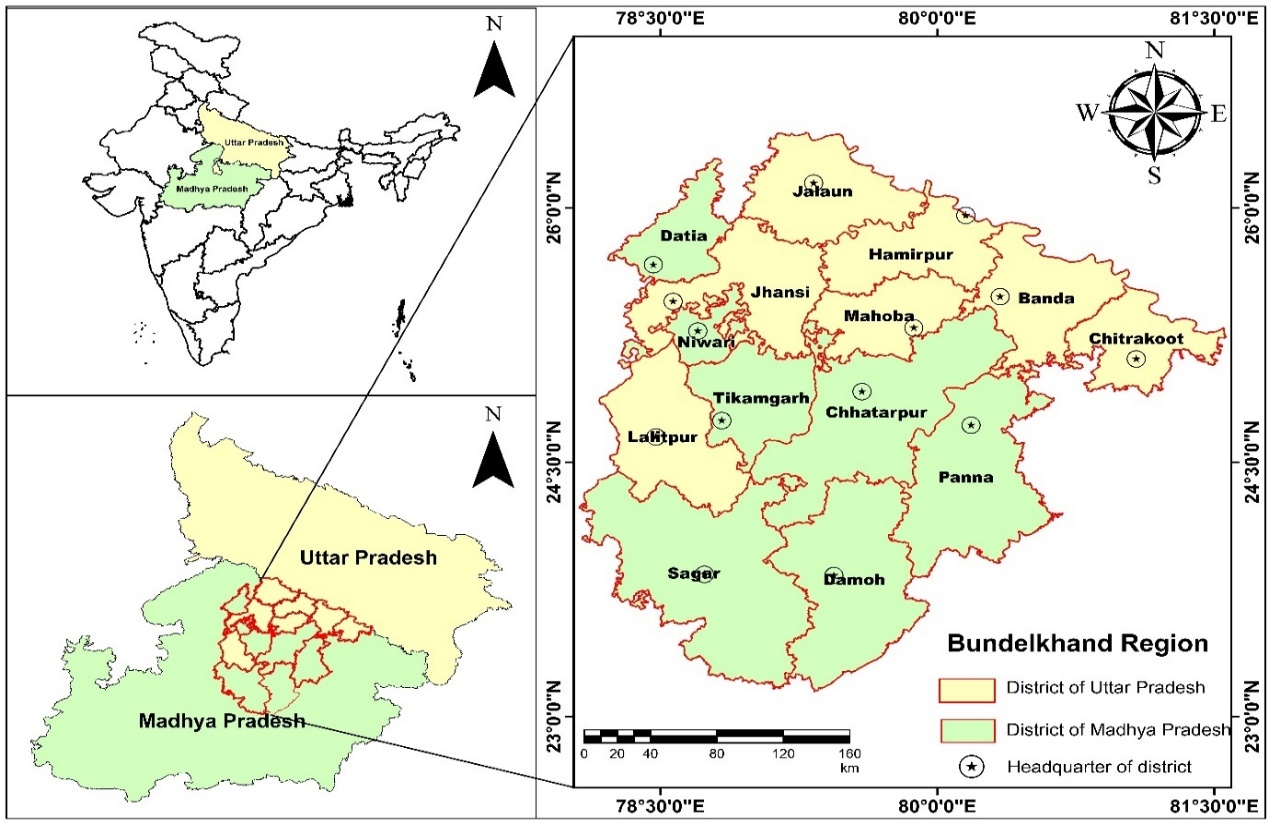 N
Uttar Pradesh
Madhya Pradesh
N
Uttar Pradesh
Madhya Pradesh
78°30'0"E 80°0'0"E 81°30'0"E
N
W E
S
26°0'0"N 26°0'0"N
Jalaun
Datia
Hamirpur
Jhansi
Banda
Mahoba
Niwari
Chitrakoot
Tikamgarh
Chhatarpur
Lalitpur
24°30'0"N 24°30'0"N
Panna
Sagar
Damoh
Bundelkhand Region
District of Uttar Pradesh
District of Madhya Pradesh
Headquarter of district
23°0'0"N 23°0'0"N
0 20 40 80 120 160
km
78°30'0"E 80°0'0"E 81°30'0"E